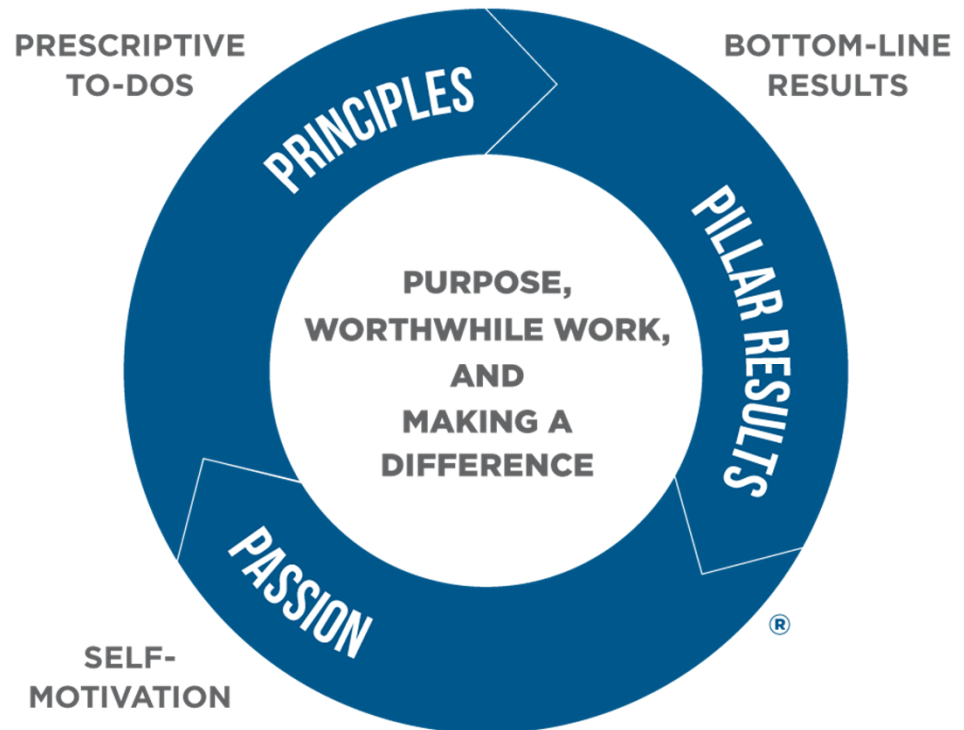 PRESCRIPTIVE
TO-DOS
BOTTOM-LINE
RESULTS
PRINCIPLES
PILLAR RESULTS
PURPOSE,
WORTHWHILE WORK,
AND
MAKING A
DIFFERENCE
PASSION
®
SELF-
MOTIVATION